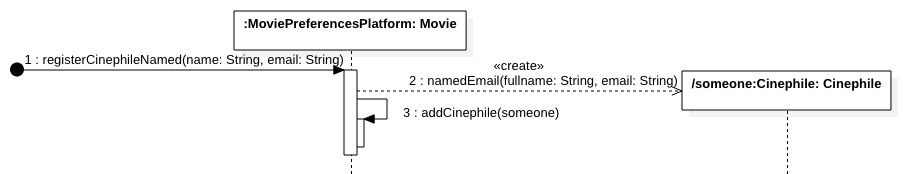 :MoviePreferencesPlatform: Movie
1 : registerCinephileNamed(name: String, email: String)
«create»
2 : namedEmail(fullname: String, email: String)
/someone:Cinephile: Cinephile
3 : addCinephile(someone)